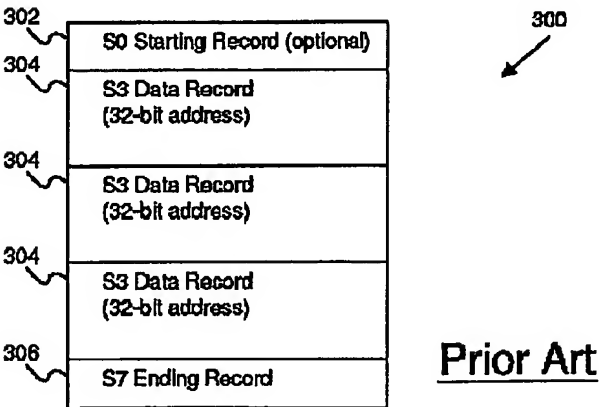 302
S0 Starting Record (optional)
300
304
S3 Data Record
(32-bit address)
304
S3 Data Record
(32-bit address)
304
S3 Data Record
(32-bit address)
306
S7 Ending Record
Prior Art